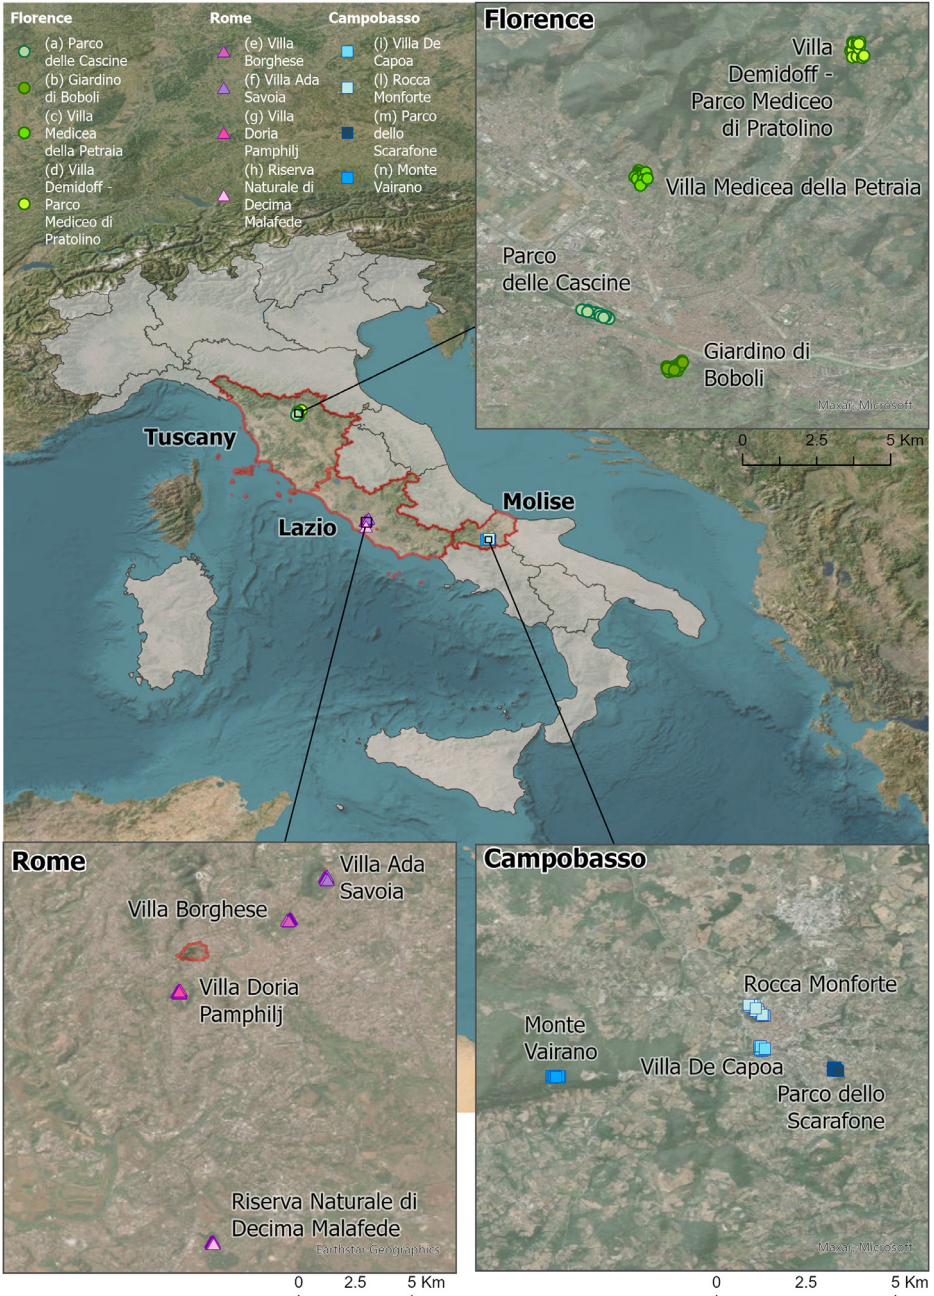 Florence
(a) Parco
delle Cascine
(b) Giardino
di Boboli
(c) Villa
Medicea
della Petraia
(d) Villa
Demidoff -
Parco
Mediceo di
Pratolino
Rome
(e) Villa
Borghese
(f) Villa Ada
Savoia
(g) Villa
Doria
Pamphilj
(h) Riserva
Naturale di
Decima
Malafede
Campobasso
(i) Villa De
Capoa
(l) Rocca
Monforte
(m) Parco
dello
Scarafone
(n) Monte
Vairano
Florence
Villa
Demidoff -
Parco Mediceo
di Pratolino
Villa Medicea della Petraia
Parco
delle Cascine
Giardino di
Boboli
Maxar, Microsoft
0 2.5 5 Km
Tuscany
Lazio
Molise
Rome
Villa Ada
Savoia
Villa Borghese
Villa Doria
Pamphilj
Riserva Naturale di
Decima Malafede
Earthstar Geographics
0 2.5 5 Km
Campobasso
Rocca Monforte
Monte
Vairano
Villa De Capoa
Parco dello
Scarafone
Maxar, Microsoft
0 2.5 5 Km